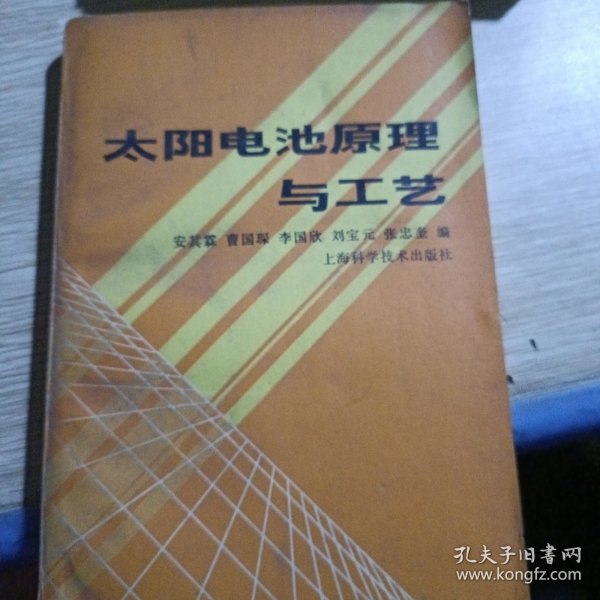 太阳电池原理
与工艺
安其霖 曹国琛 李国欣 刘宝元 张忠奎 编
上海科学技术出版社
孔夫子旧书网
www.kongfz.com